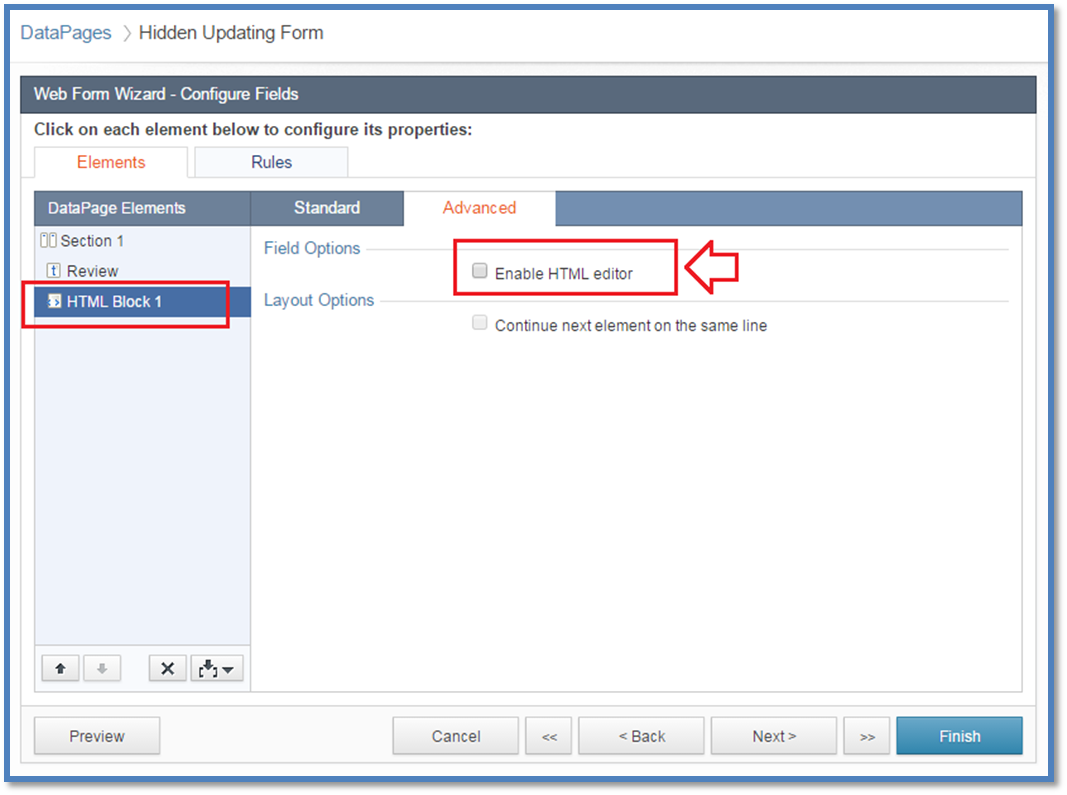 DataPages > Hidden Updating Form
Web Form Wizard - Configure Fields
Click on each element below to configure its properties:
Elements Rules
DataPage Elements Standard Advanced
Section 1
t Review
HTML Block 1
Field Options
Enable HTML editor
Layout Options
Continue next element on the same line
Preview Cancel << < Back Next > >> Finish